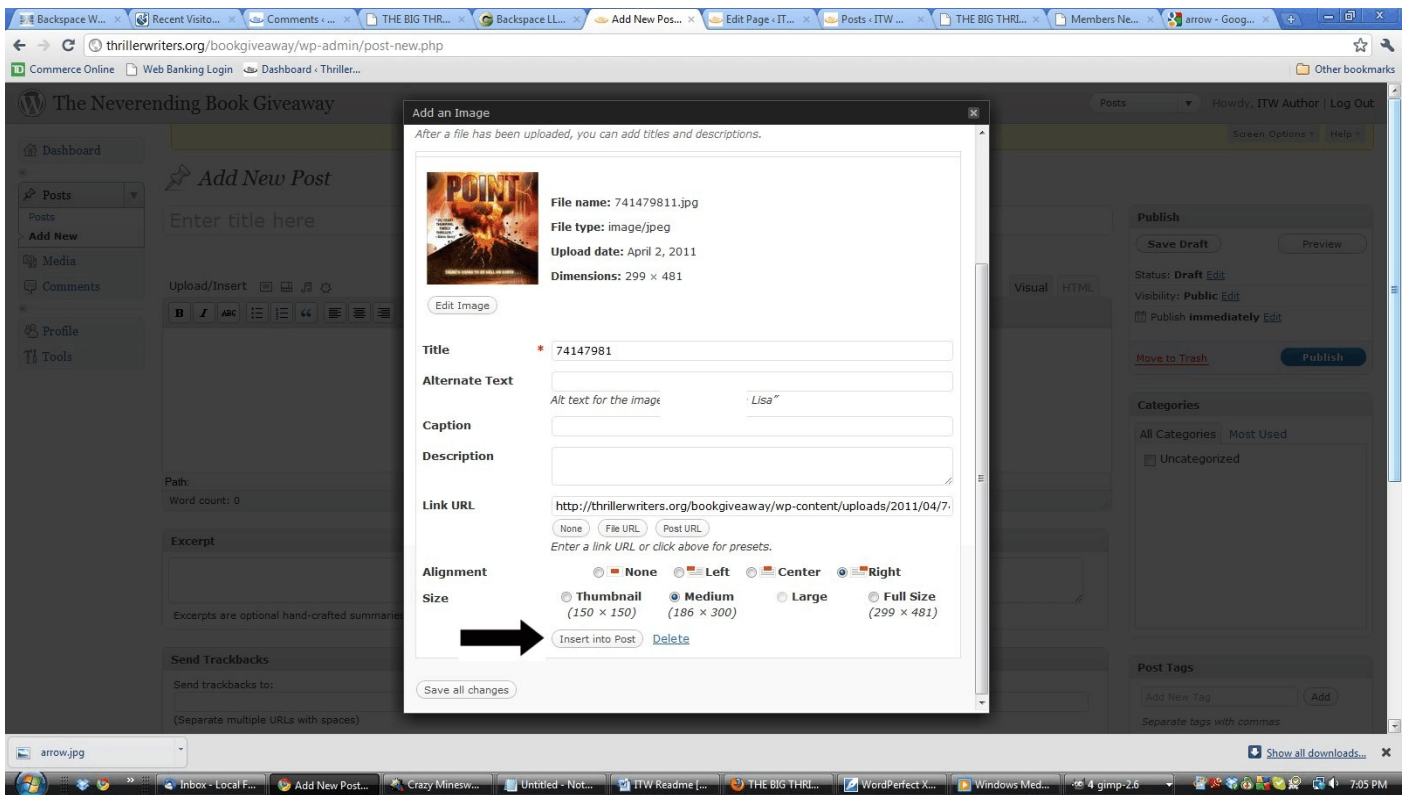 Backspace W...
Recent Visito...
Comments ‹ ...
THE BIG THR...
Backspace LL...
Add New Pos...
Edit Page ‹ IT...
Posts ‹ ITW ...
THE BIG THRI...
Members Ne...
arrow - Goog...
thrillerwriters.org/bookgiveaway/wp-admin/post-new.php
Commerce Online
Web Banking Login
Dashboard ‹ Thriller...
Other bookmarks
The Neverending Book Giveaway
Posts
Howdy, ITW Author | Log Out
Screen Options
Help
Dashboard
Posts
Posts
Add New
Media
Comments
Profile
Tools
Add New Post
Enter title here
Upload/Insert
Visual
HTML
B I ABC
Path:
Word count: 0
Excerpt
Excerpts are optional hand-crafted summaries
Send Trackbacks
Send trackbacks to:
(Separate multiple URLs with spaces)
Add an Image
After a file has been uploaded, you can add titles and descriptions.
POINT
File name: 741479811.jpg
File type: image/jpeg
Upload date: April 2, 2011
Dimensions: 299 × 481
Edit Image
Title * 74147981
Alternate Text
Alt text for the image Lisa”
Caption
Description
Link URL http://thrillerwriters.org/bookgiveaway/wp-content/uploads/2011/04/7
None File URL Post URL
Enter a link URL or click above for presets.
Alignment None Left Center Right
Size Thumbnail Medium Large Full Size
(150 × 150) (186 × 300) (299 × 481)
Insert into Post Delete
Save all changes
Publish
Save Draft Preview
Status: Draft Edit
Visibility: Public Edit
Publish immediately Edit
Move to Trash Publish
Categories
All Categories Most Used
Uncategorized
Post Tags
Add New Tag Add
Separate tags with commas
arrow.jpg
Show all downloads...
Inbox - Local F...
Add New Post...
Crazy Minesw...
Untitled - Not...
ITW Readme [...
THE BIG THRI...
WordPerfect X...
Windows Med...
4 gimp-2.6
7:05 PM